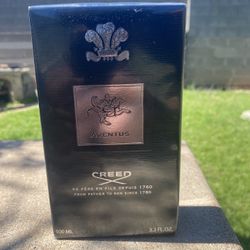 AVENTUS
CREED
DE PÈRE EN FILS DEPUIS 1760
FROM FATHER TO SON SINCE 1760
100 ML
3.3 FL.OZ.